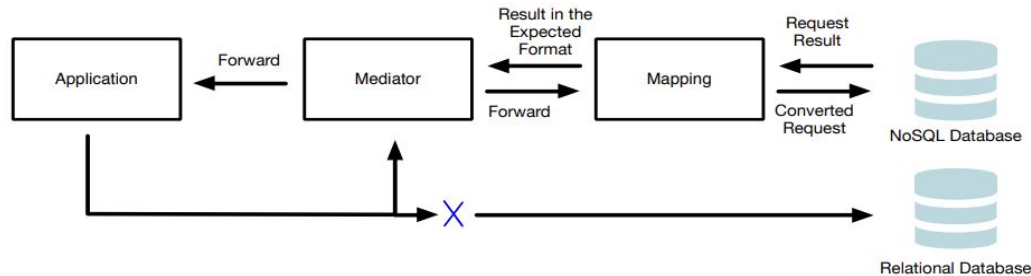 Application
Forward
Mediator
Result in the
Expected
Format
Forward
Mapping
Request
Result
Converted
Request
NoSQL Database
Relational Database